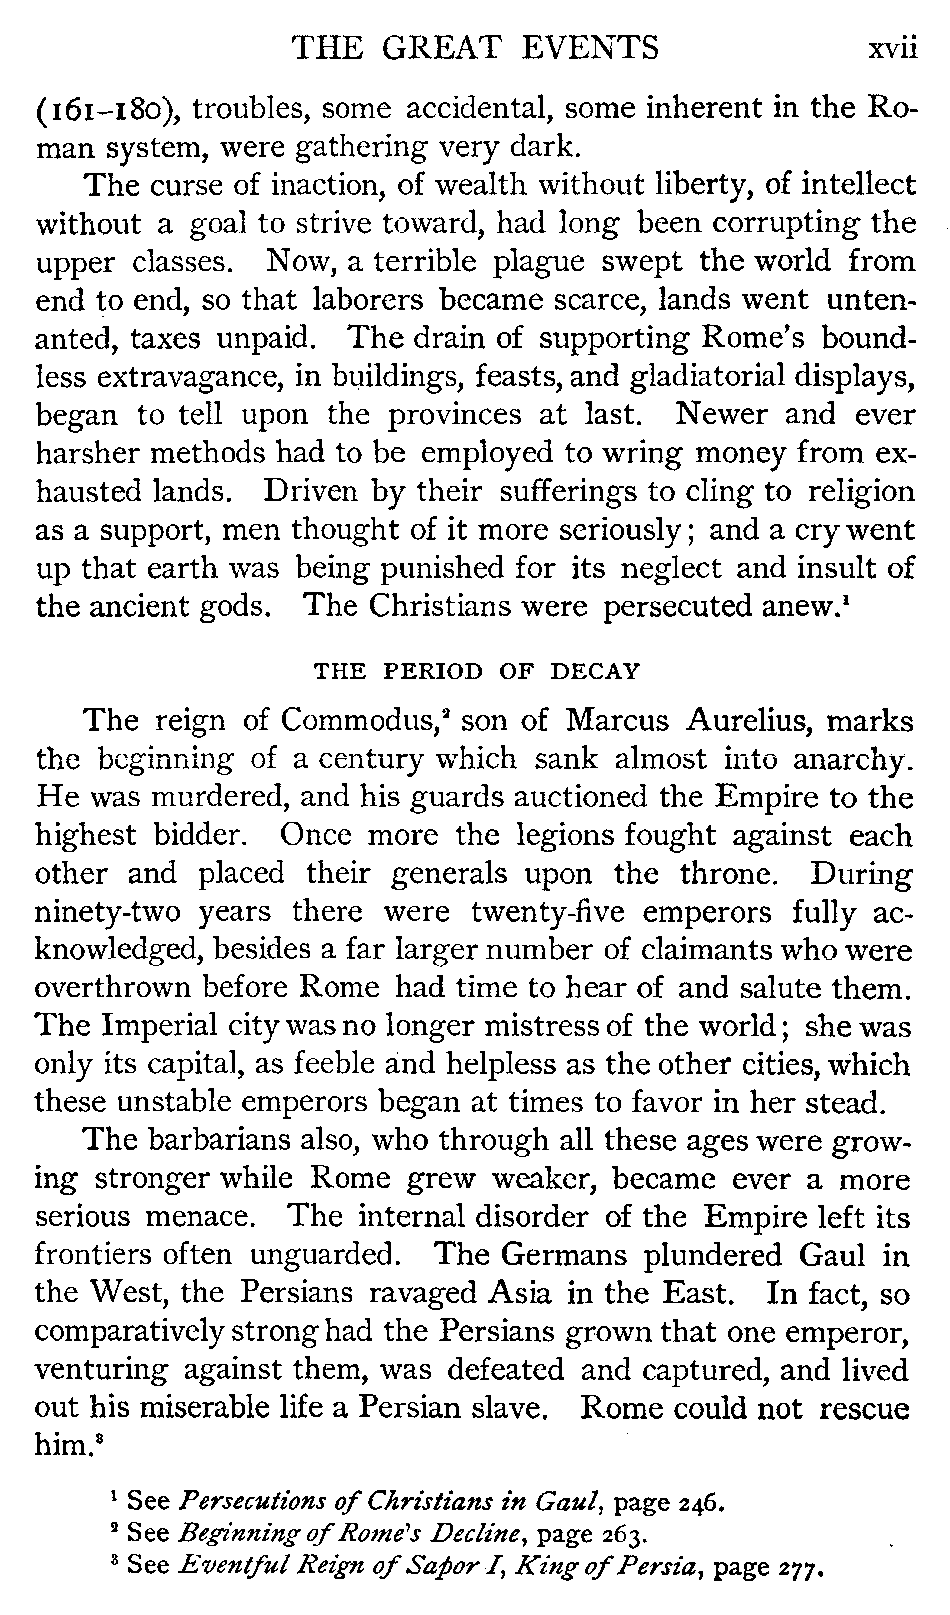 THE GREAT EVENTS xvii
(161–180), troubles, some accidental, some inherent in the Ro-
man system, were gathering very dark.
The curse of inaction, of wealth without liberty, of intellect
without a goal to strive toward, had long been corrupting the
upper classes. Now, a terrible plague swept the world from
end to end, so that laborers became scarce, lands went unten-
anted, taxes unpaid. The drain of supporting Rome's bound-
less extravagance, in buildings, feasts, and gladiatorial displays,
began to tell upon the provinces at last. Newer and ever
harsher methods had to be employed to wring money from ex-
hausted lands. Driven by their sufferings to cling to religion
as a support, men thought of it more seriously; and a cry went
up that earth was being punished for its neglect and insult of
the ancient gods. The Christians were persecuted anew.¹
THE PERIOD OF DECAY
The reign of Commodus,² son of Marcus Aurelius, marks
the beginning of a century which sank almost into anarchy.
He was murdered, and his guards auctioned the Empire to the
highest bidder. Once more the legions fought against each
other and placed their generals upon the throne. During
ninety-two years there were twenty-five emperors fully ac-
knowledged, besides a far larger number of claimants who were
overthrown before Rome had time to hear of and salute them.
The Imperial city was no longer mistress of the world; she was
only its capital, as feeble and helpless as the other cities, which
these unstable emperors began at times to favor in her stead.
The barbarians also, who through all these ages were grow-
ing stronger while Rome grew weaker, became ever a more
serious menace. The internal disorder of the Empire left its
frontiers often unguarded. The Germans plundered Gaul in
the West, the Persians ravaged Asia in the East. In fact, so
comparatively strong had the Persians grown that one emperor,
venturing against them, was defeated and captured, and lived
out his miserable life a Persian slave. Rome could not rescue
him.³
¹ See Persecutions of Christians in Gaul, page 246.
² See Beginning of Rome's Decline, page 263.
³ See Eventful Reign of Sapor I, King of Persia, page 277.